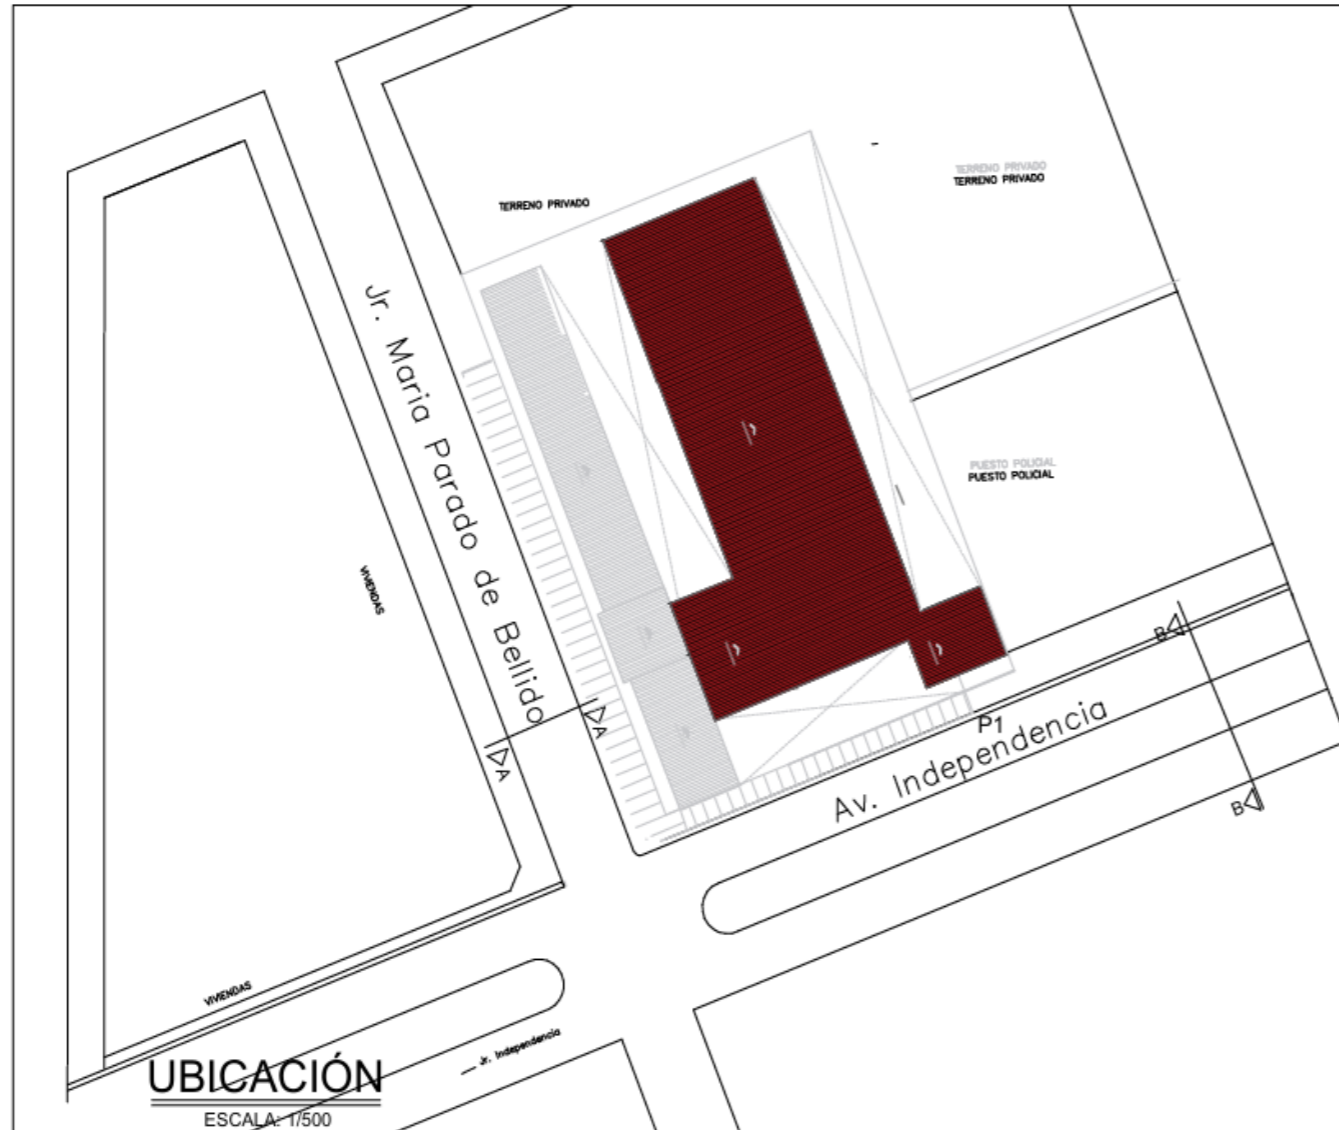 TERRENO PRIVADO
TERRENO PRIVADO
TERRENO PRIVADO
Jr. Maria Parado de Bellido
PUESTO POLICIAL
PUESTO POLICIAL
VIVIENDAS
B
A
A
P1
Av. Independencia
B
VIVIENDAS
Jr. Independencia
UBICACIÓN
ESCALA: 1/500